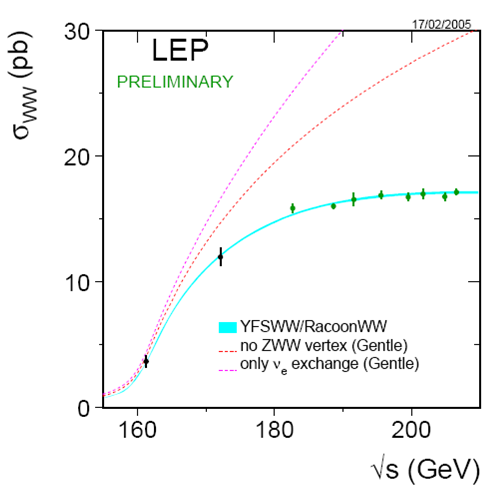 17/02/2005
LEP
PRELIMINARY
σWW (pb)
30
20
10
0
YFSWW/RacoonWW
no ZWW vertex (Gentle)
only νe exchange (Gentle)
160 180 200
√s (GeV)